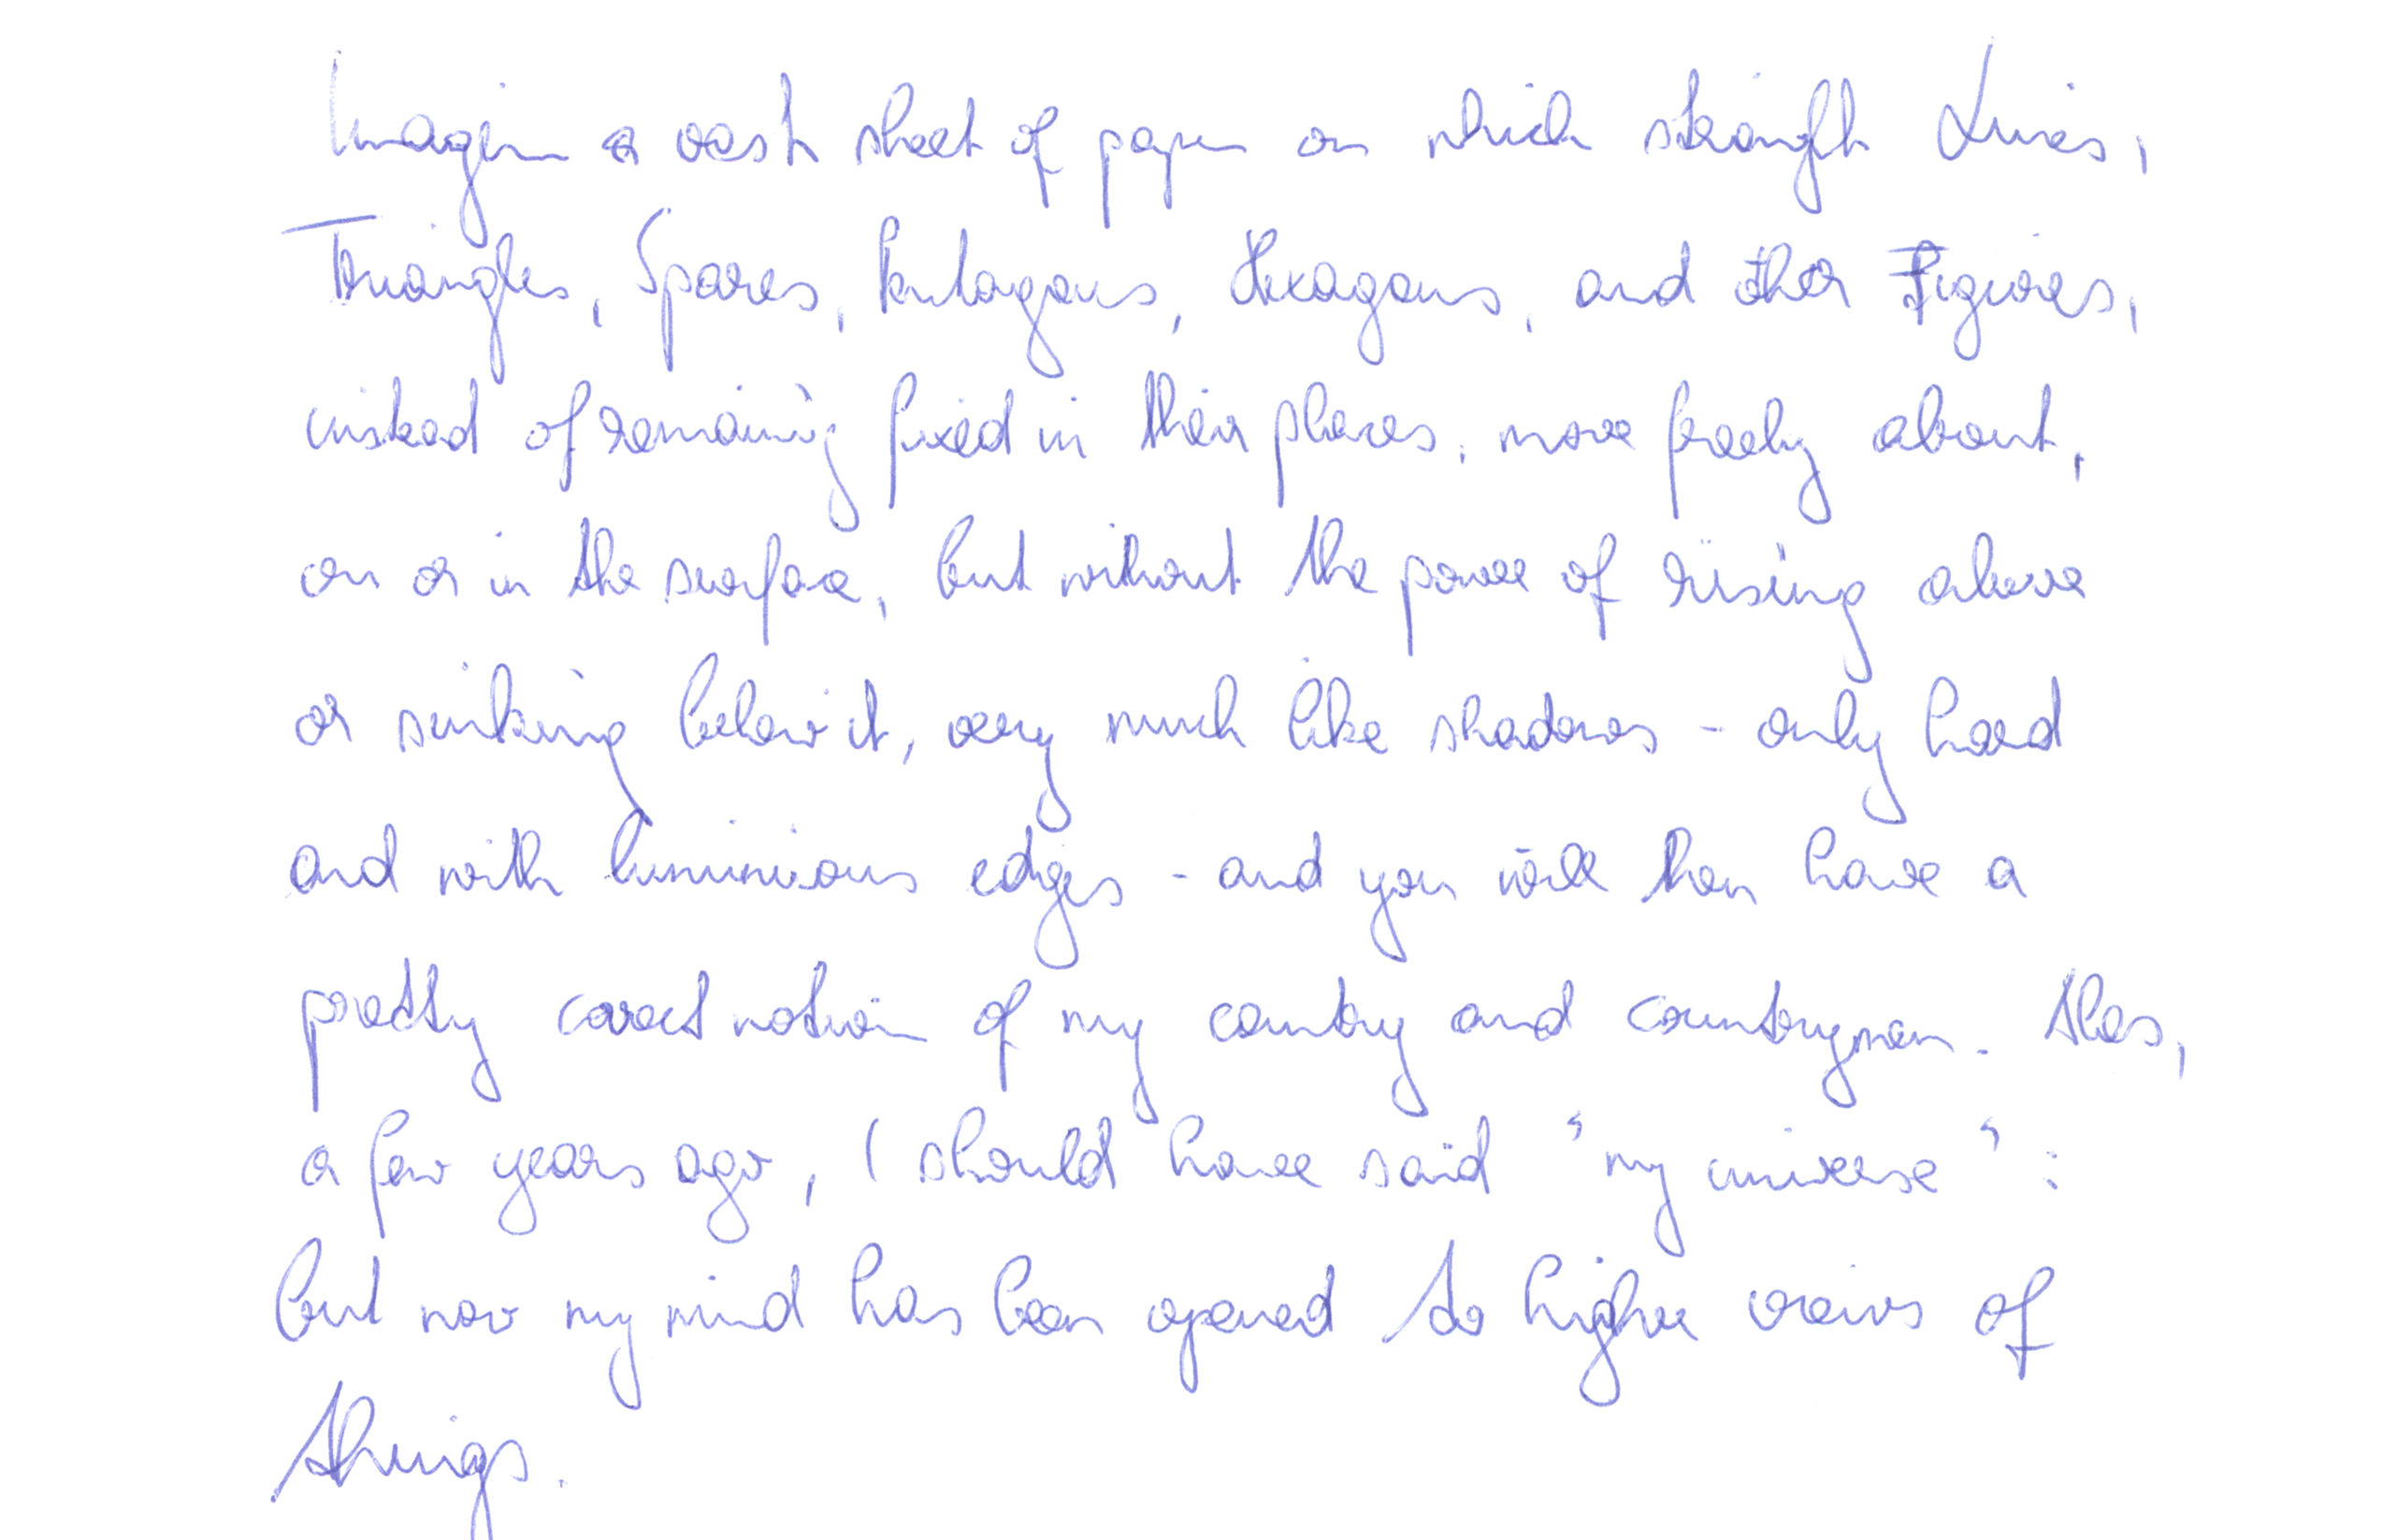 Imagine a vast sheet of paper on which straight Lines,
Triangles, Squares, Pentagons, Hexagons, and other Figures,
instead of remaining fixed in their places, move freely about,
on or in the surface, but without the power of rising above
or sinking below it, very much like shadows - only hard
and with luminous edges - and you will then have a
pretty correct notion of my country and countrymen. Alas,
a few years ago, I should have said "my universe" :
but now my mind has been opened to higher views of
things.